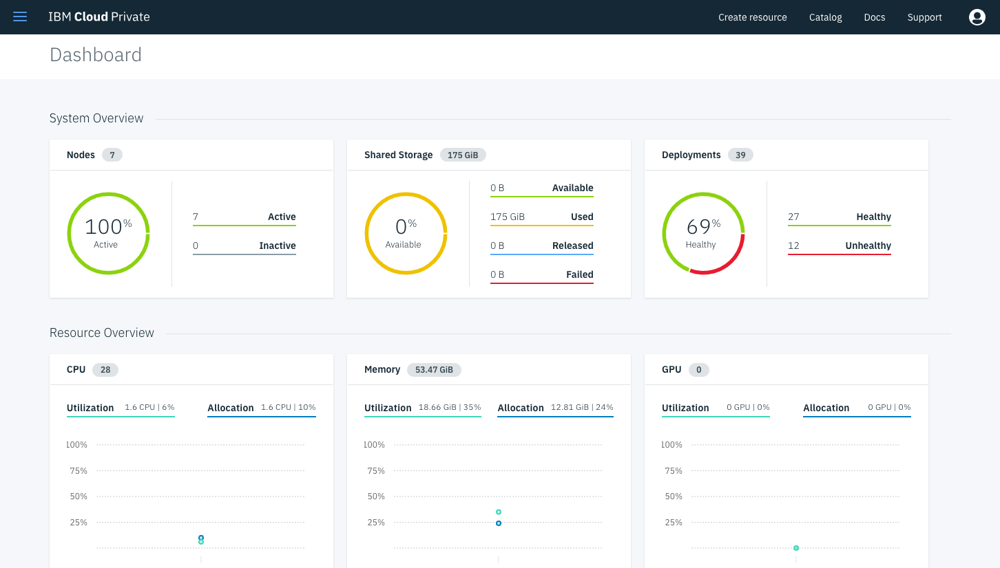 IBM Cloud Private
Create resource
Catalog
Docs
Support
Dashboard
System Overview
Nodes 7
100%
Active
7 Active
0 Inactive
Shared Storage 175 GiB
0%
Available
0 B Available
175 GiB Used
0 B Released
0 B Failed
Deployments 39
69%
Healthy
27 Healthy
12 Unhealthy
Resource Overview
CPU 28
Utilization 1.6 CPU | 6%
Allocation 1.6 CPU | 10%
100%
75%
50%
25%
Memory 53.47 GiB
Utilization 18.66 GiB | 35%
Allocation 12.81 GiB | 24%
100%
75%
50%
25%
GPU 0
Utilization 0 GPU | 0%
Allocation 0 GPU | 0%
100%
75%
50%
25%